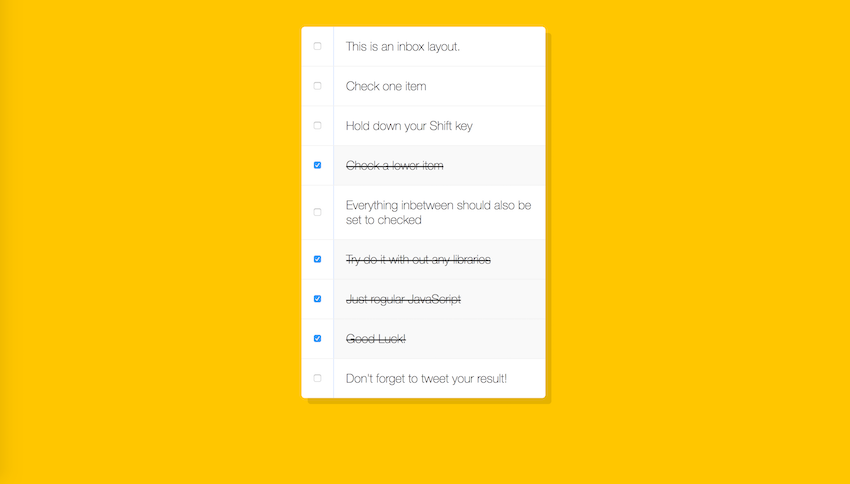 This is an inbox layout.
Check one item
Hold down your Shift key
Check a lower item
Everything inbetween should also be
set to checked
Try do it with out any libraries
Just regular JavaScript
Good Luck!
Don't forget to tweet your result!